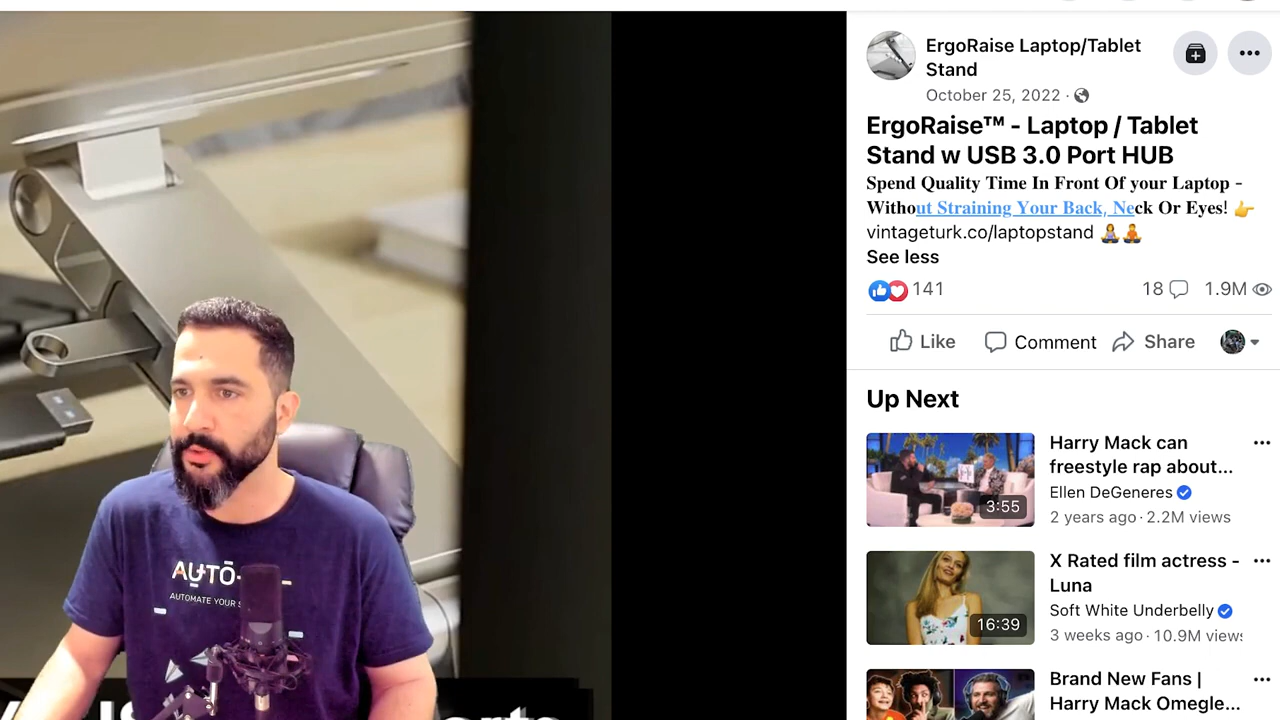 ErgoRaise Laptop/Tablet
Stand
October 25, 2022 ·
ErgoRaise™ - Laptop / Tablet
Stand w USB 3.0 Port HUB
Spend Quality Time In Front Of your Laptop -
Without Straining Your Back, Neck Or Eyes! 👉
vintageturk.co/laptopstand
See less
141
18
1.9M
Like
Comment
Share
Up Next
Harry Mack can
freestyle rap about...
Ellen DeGeneres
2 years ago · 2.2M views
3:55
X Rated film actress -
Luna
Soft White Underbelly
3 weeks ago · 10.9M views
16:39
Brand New Fans |
Harry Mack Omegle...
AUTŌ-
AUTOMATE YOUR